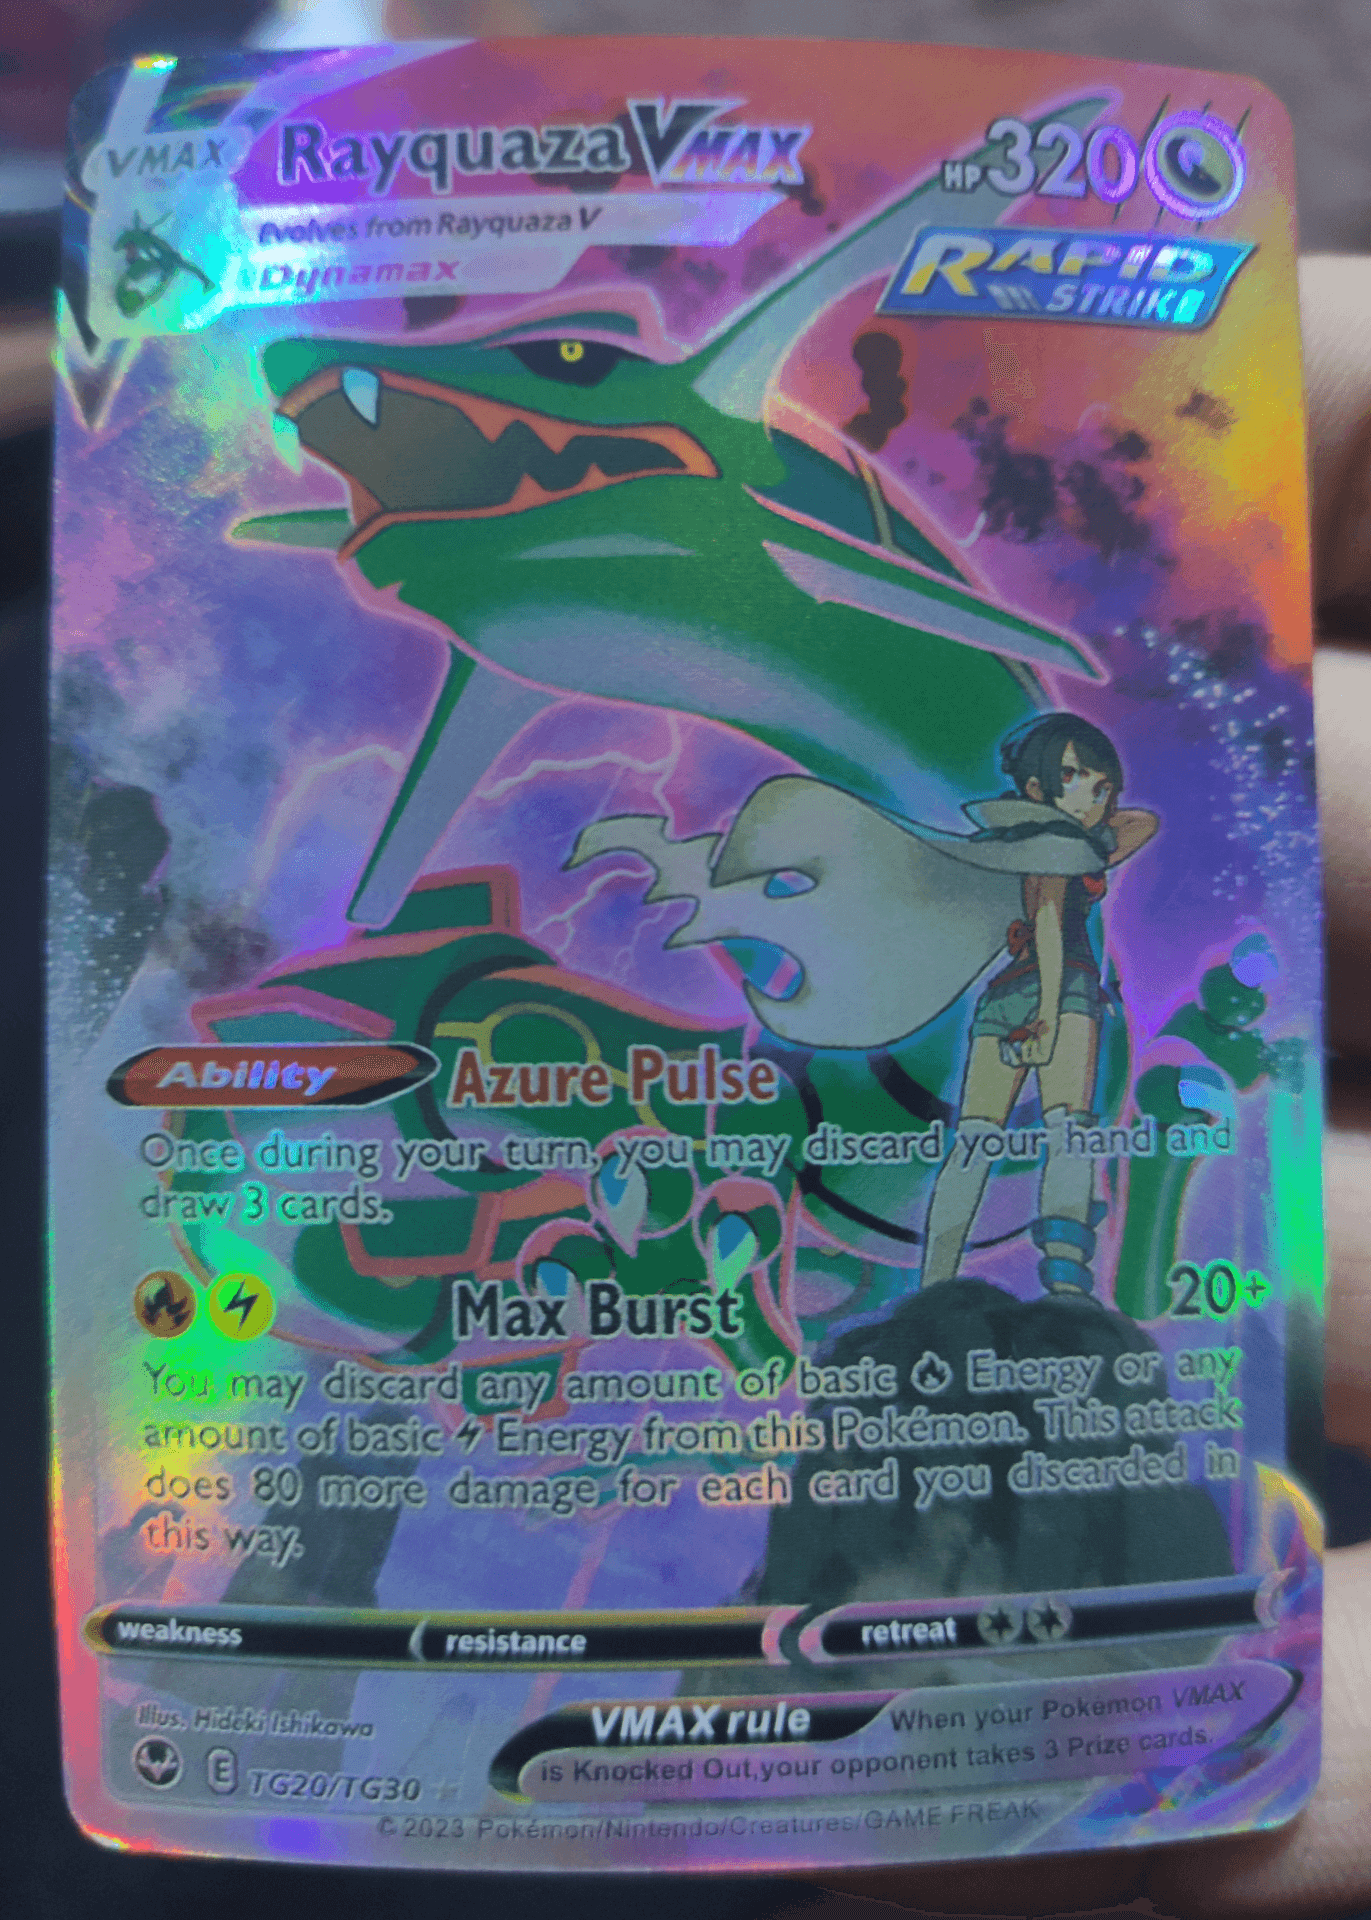 VMAX
Rayquaza VMAX
HP 320
Evolves from Rayquaza V
Dynamax
RAPID
STRIKE
Ability Azure Pulse
Once during your turn, you may discard your hand and
draw 3 cards.
Max Burst 20+
You may discard any amount of basic Energy or any
amount of basic Energy from this Pokémon. This attack
does 80 more damage for each card you discarded in
this way.
weakness resistance retreat
Illus. Hideki Ishikawa
VMAX rule When your Pokémon VMAX
is Knocked Out,your opponent takes 3 Prize cards.
E TG20/TG30
© 2023 Pokémon/Nintendo/Creatures/GAME FREAK